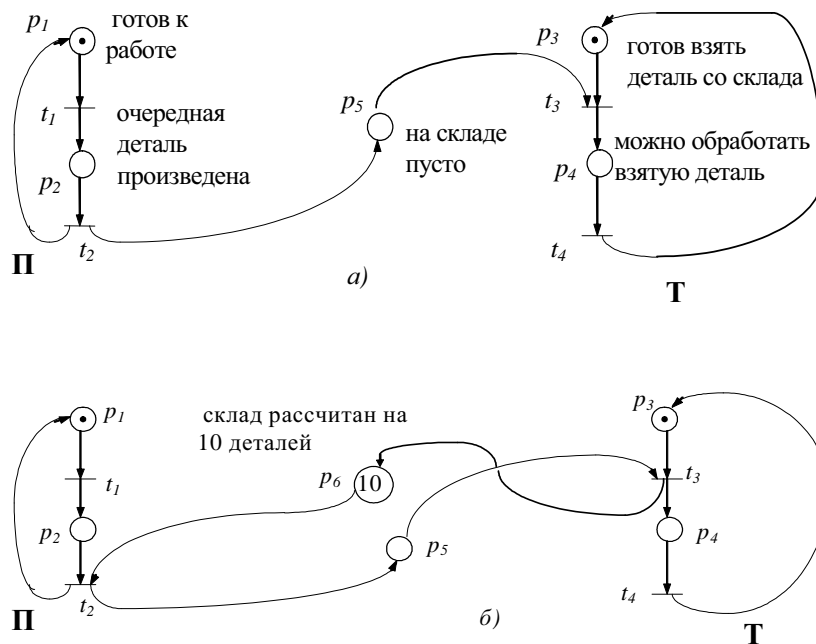 p1
готов к
работе
t1
очередная
деталь
произведена
p2
t2
П
p5
на складе
пусто
а)
p3
готов взять
деталь со склада
t3
можно обработать
взятую деталь
p4
t4
Т
p1
t1
p2
t2
П
склад рассчитан на
10 деталей
p6
10
p5
б)
p3
t3
p4
t4
Т